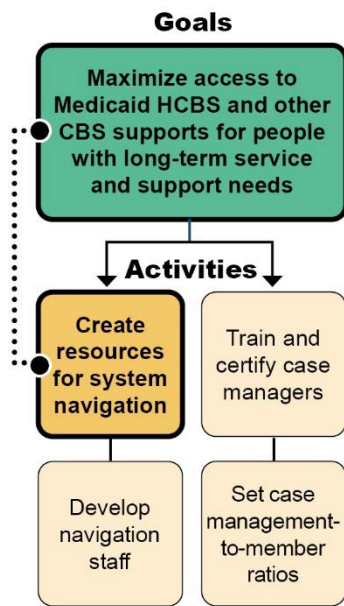 Goals
Maximize access to
Medicaid HCBS and other
CBS supports for people
with long-term service
and support needs
Activities
Create
resources
for system
navigation
Train and
certify case
managers
Develop
navigation
staff
Set case
management-
to-member
ratios